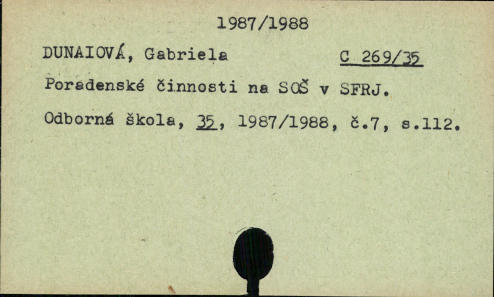 1987/1988
DUNAIOVÁ, Gabriela C 269/35
Poradenské činnosti na SOŠ v SFRJ.
Odborná škola, 35, 1987/1988, č.7, s.112.